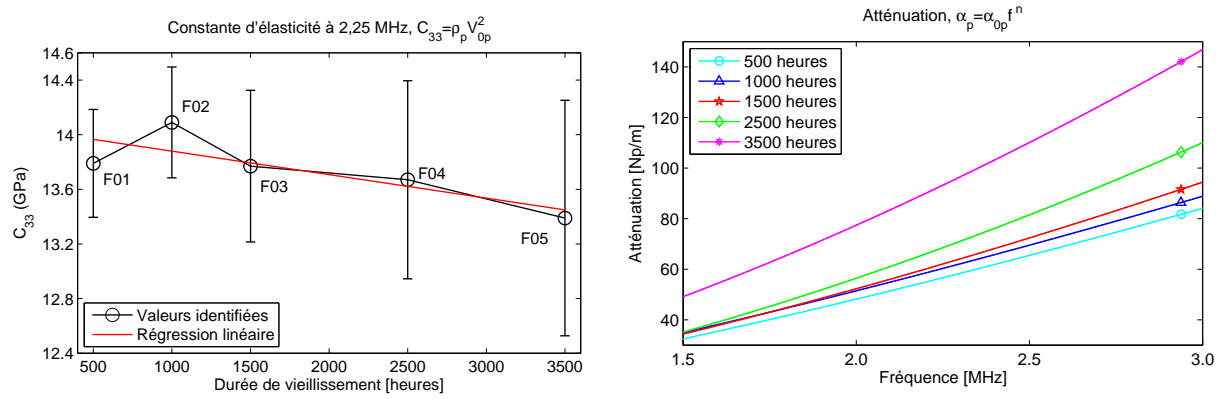 Constante d'élasticité à 2,25 MHz, C33=ρpV0p2
14.6
14.4
14
13.6
13.2
12.8
12.4
C33 (GPa)
F01
F02
F03
F04
F05
Valeurs identifiées
Régression linéaire
500
1000
1500
2000
2500
3000
3500
Durée de vieillissement [heures]
Atténuation, αp=α0pf n
140
120
100
80
60
40
Atténuation [Np/m]
500 heures
1000 heures
1500 heures
2500 heures
3500 heures
1.5
2.0
2.5
3.0
Fréquence [MHz]